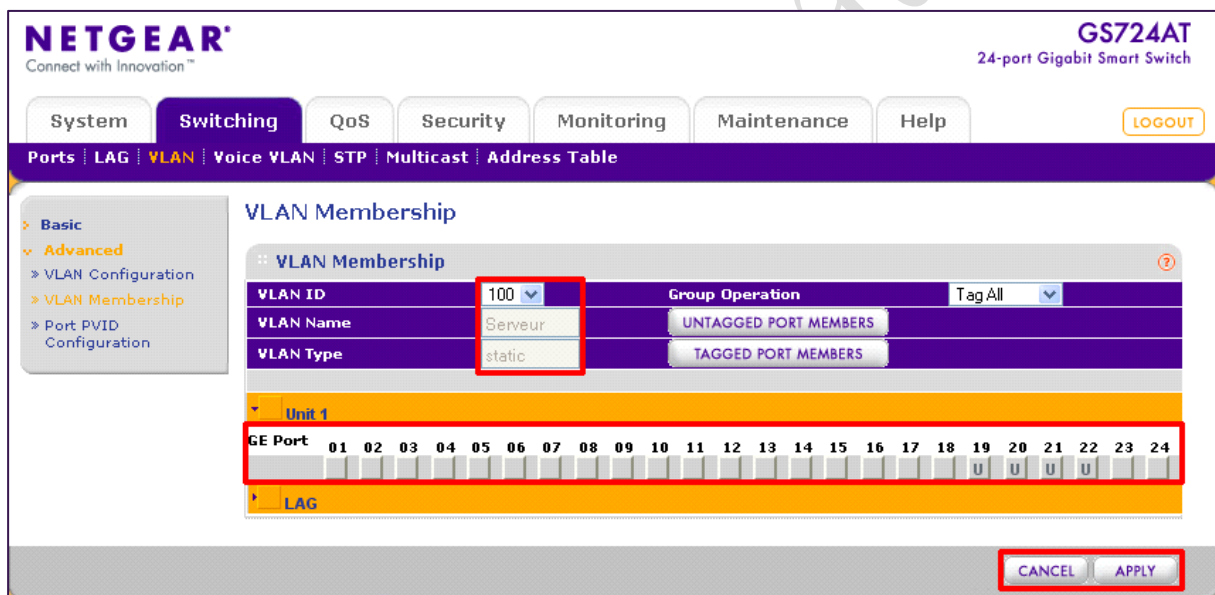 NETGEAR
Connect with Innovation™
GS724AT
24-port Gigabit Smart Switch
System Switching QoS Security Monitoring Maintenance Help LOGOUT
Ports LAG VLAN Voice VLAN STP Multicast Address Table
Basic
Advanced
» VLAN Configuration
» VLAN Membership
» Port PVID
Configuration
VLAN Membership
VLAN Membership ?
VLAN ID 100 Group Operation Tag All
VLAN Name Serveur UNTAGGED PORT MEMBERS
VLAN Type static TAGGED PORT MEMBERS
Unit 1
GE Port 01 02 03 04 05 06 07 08 09 10 11 12 13 14 15 16 17 18 19 20 21 22 23 24
U U U U
LAG
CANCEL APPLY